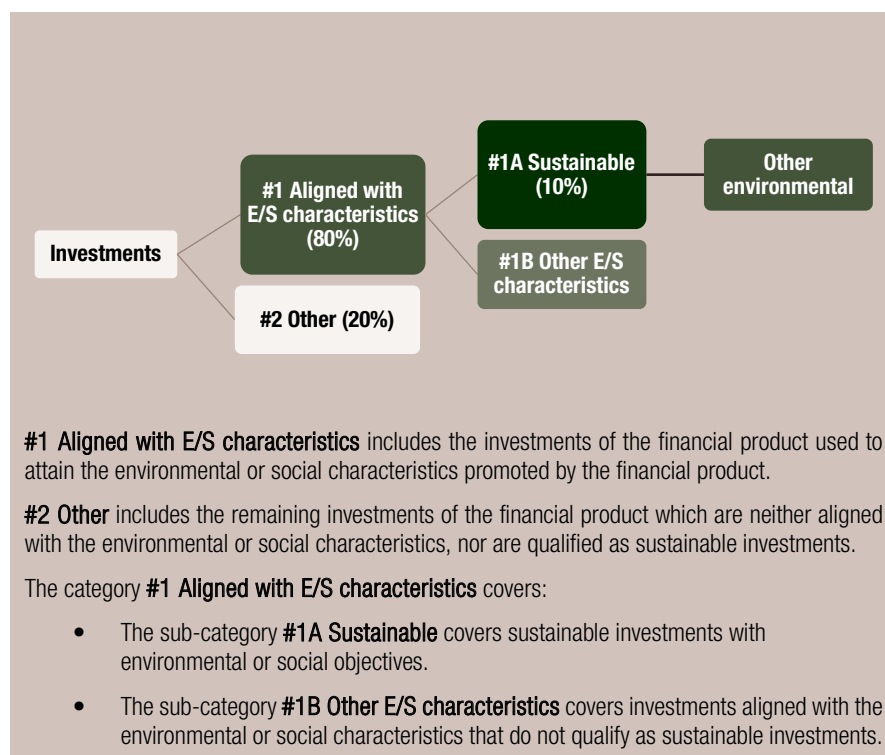 #1A Sustainable
(10%)
Other
environmental
#1 Aligned with
E/S characteristics
(80%)
Investments
#1B Other E/S
characteristics
#2 Other (20%)
#1 Aligned with E/S characteristics includes the investments of the financial product used to
attain the environmental or social characteristics promoted by the financial product.
#2 Other includes the remaining investments of the financial product which are neither aligned
with the environmental or social characteristics, nor are qualified as sustainable investments.
The category #1 Aligned with E/S characteristics covers:
• The sub-category #1A Sustainable covers sustainable investments with
environmental or social objectives.
• The sub-category #1B Other E/S characteristics covers investments aligned with the
environmental or social characteristics that do not qualify as sustainable investments.